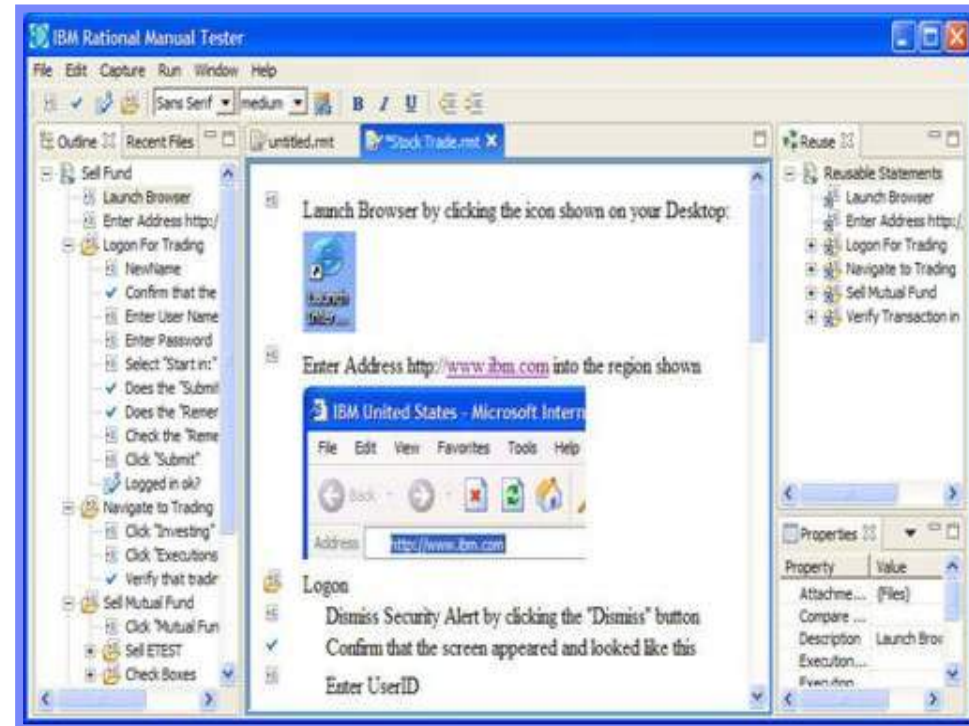 IBM Rational Manual Tester
File Edit Capture Run Window Help
Sans Serif medium B I U
Outline Recent Files
untitled.rmt
*Stock Trade.rmt
Reuse
Sell Fund
Launch Browser
Enter Address http:/
Logon For Trading
NewName
Confirm that the
Enter User Name
Enter Password
Select "Start in:"
Does the "Submit
Does the "Remem
Check the "Reme
Click "Submit"
Logged in ok?
Navigate to Trading
Click "Investing"
Click "Executions
Verify that tradin
Sell Mutual Fund
Click "Mutual Fun
Sell ETEST
Check Boxes
Launch Browser by clicking the icon shown on your Desktop:
Launch
Inter...
Enter Address http://www.ibm.com into the region shown
IBM United States - Microsoft Intern
File Edit View Favorites Tools Help
Back
Address http://www.ibm.com
Logon
Dismiss Security Alert by clicking the "Dismiss" button
Confirm that the screen appeared and looked like this
Enter UserID
Reusable Statements
Launch Browser
Enter Address http:/
Logon For Trading
Navigate to Trading
Sell Mutual Fund
Verify Transaction in
Properties
Property Value
Attachme... {Files}
Compare ...
Description Launch Brow
Execution...
Execution